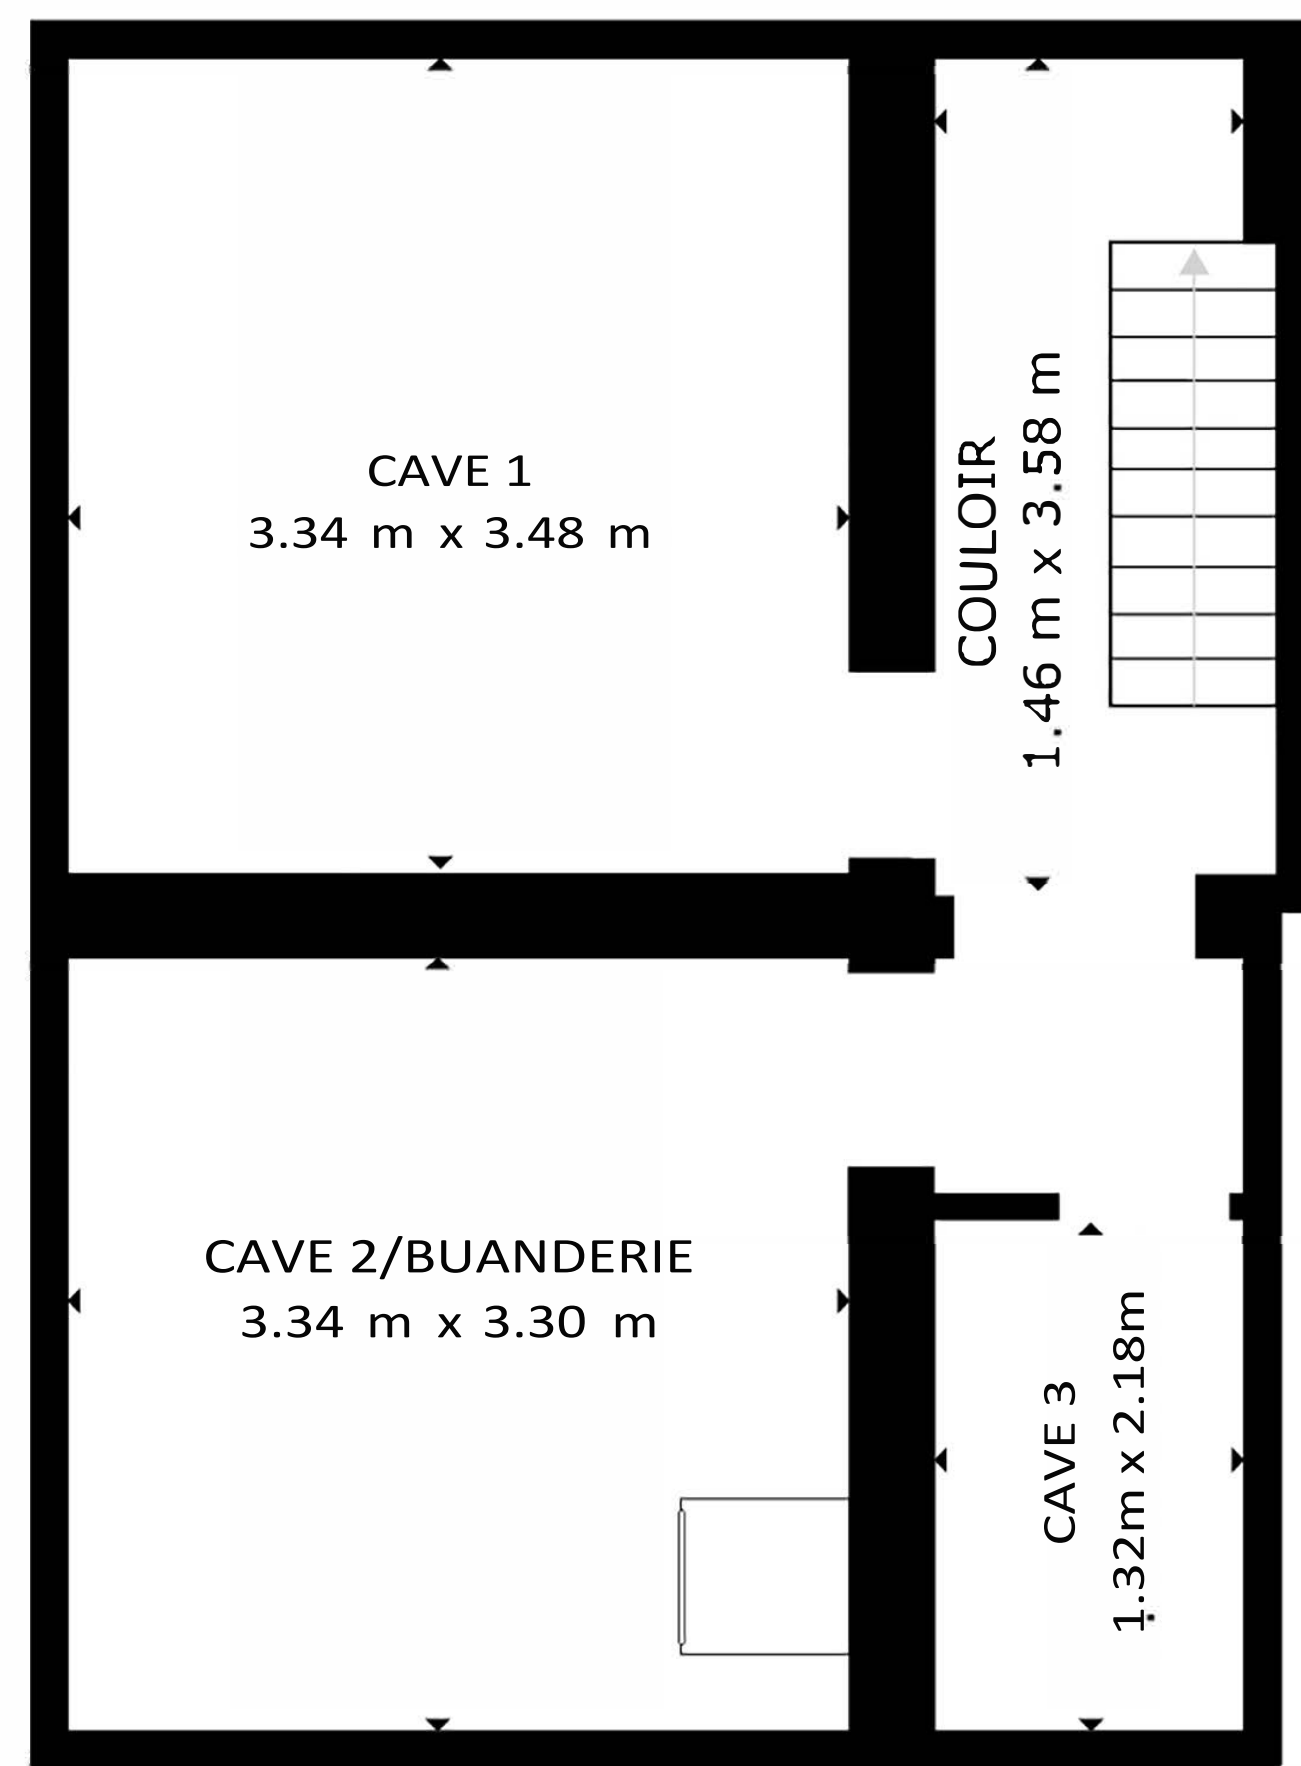 CAVE 1
3.34 m x 3.48 m
COULOIR
1.46 m x 3.58 m
CAVE 2/BUANDERIE
3.34 m x 3.30 m
CAVE 3
1.32m x 2.18m